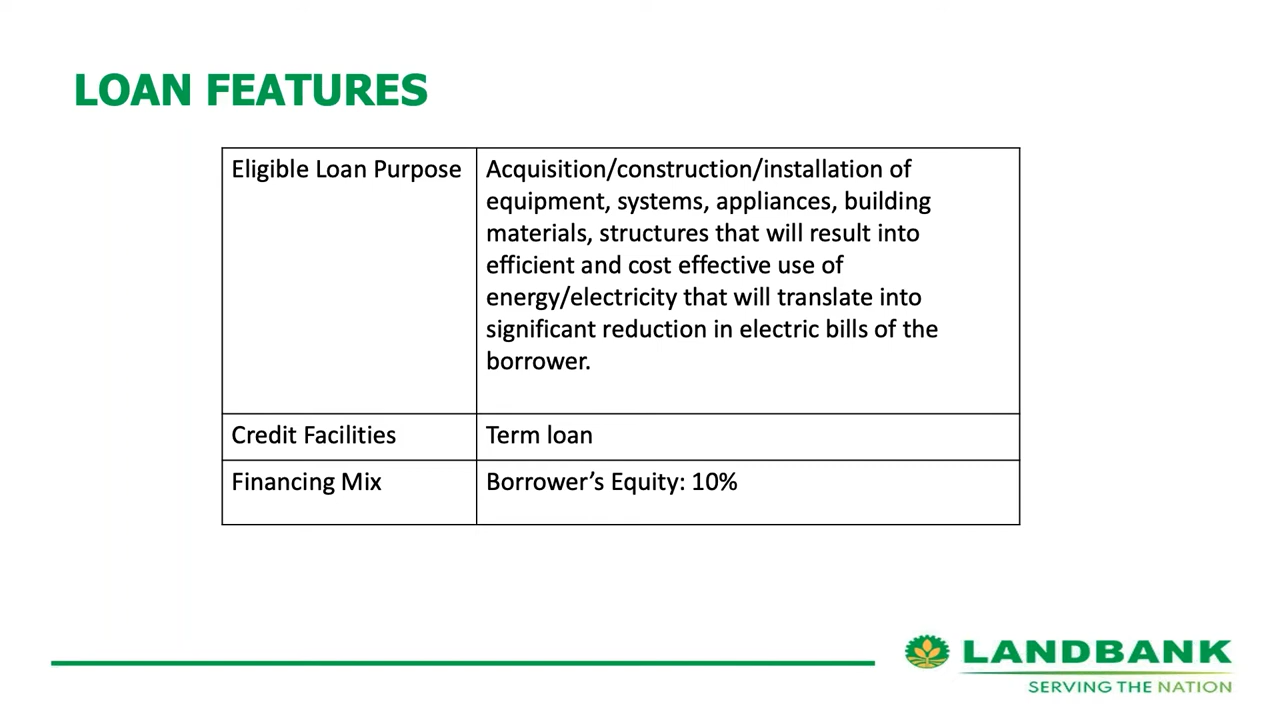 LOAN FEATURES
Eligible Loan Purpose
Acquisition/construction/installation of
equipment, systems, appliances, building
materials, structures that will result into
efficient and cost effective use of
energy/electricity that will translate into
significant reduction in electric bills of the
borrower.
Credit Facilities
Term loan
Financing Mix
Borrower’s Equity: 10%
LANDBANK
SERVING THE NATION